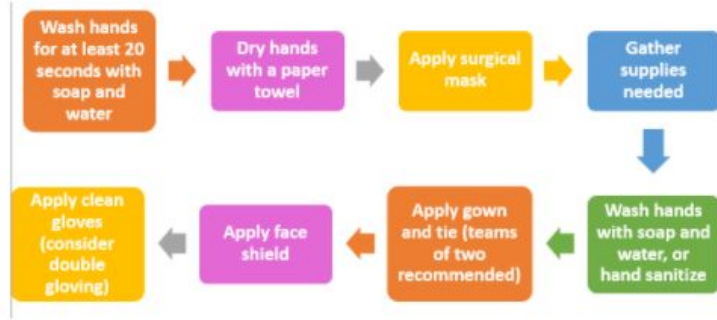 Wash hands
for at least 20
seconds with
soap and
water
Dry hands
with a paper
towel
Apply surgical
mask
Gather
supplies
needed
Wash hands
with soap and
water, or
hand sanitize
Apply gown
and tie (teams
of two
recommended)
Apply face
shield
Apply clean
gloves
(consider
double
gloving)